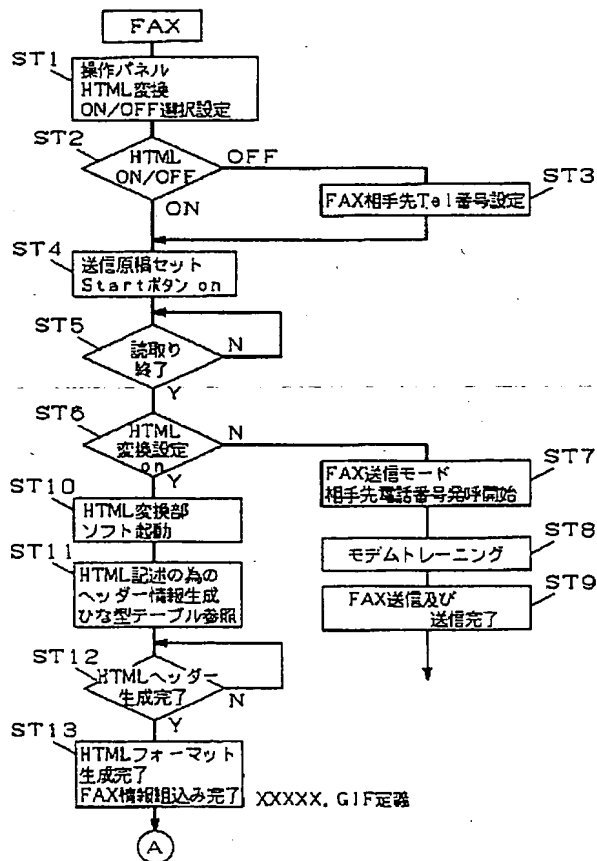 FAX
ST1
操作パネル
HTML変換
ON/OFF選択設定
ST2
HTML
ON/OFF
OFF
ON
ST3
FAX相手先Tel番号設定
ST4
送信原稿セット
Startボタン on
ST5
読取り
終了
N
Y
ST6
HTML
変換設定
on
N
Y
ST7
FAX送信モード
相手先電話番号発呼開始
ST8
モデムトレーニング
ST9
FAX送信及び
送信完了
ST10
HTML変換部
ソフト起動
ST11
HTML記述の為の
ヘッダー情報生成
ひな型テーブル参照
ST12
HTMLヘッダー
生成完了
N
Y
ST13
HTMLフォーマット
生成完了
FAX情報組込み完了
XXXXX. GIF定義
A